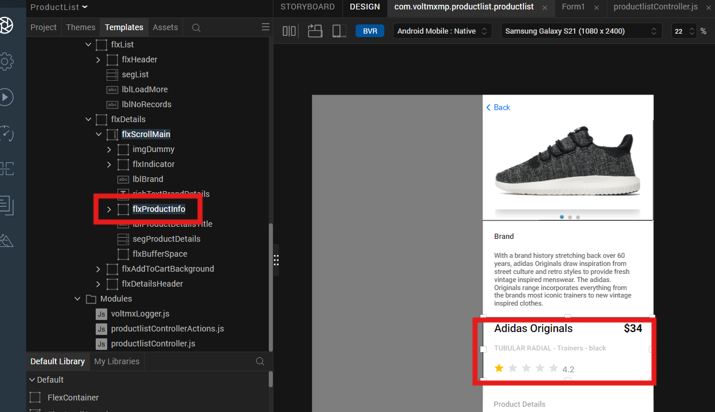 ProductList
STORYBOARD DESIGN com.voltmxmp.productlist.productlist × Form1 × productlistController.js ×
Project Themes Templates Assets
BVR Android Mobile : Native Samsung Galaxy S21 (1080 x 2400) 22 %
flxList
flxHeader
segList
lblLoadMore
lblNoRecords
flxDetails
flxScrollMain
imgDummy
flxIndicator
lblBrand
richTextBrandDetails
flxProductInfo
lblProductDetailsTitle
segProductDetails
flxBufferSpace
flxAddToCartBackground
flxDetailsHeader
Modules
Js voltmxLogger.js
Js productlistControllerActions.js
Js productlistController.js
Default Library My Libraries
Default
FlexContainer
Back
Brand
With a brand history stretching back over 60
years, adidas Originals draw inspiration from
street culture and retro styles to provide fresh
vintage inspired menswear. The adidas.
Originals range incorporates everything from
the brands most iconic trainers to new vintage
inspired clothes.
Adidas Originals $34
TUBULAR RADIAL - Trainers - black
4.2
Product Details